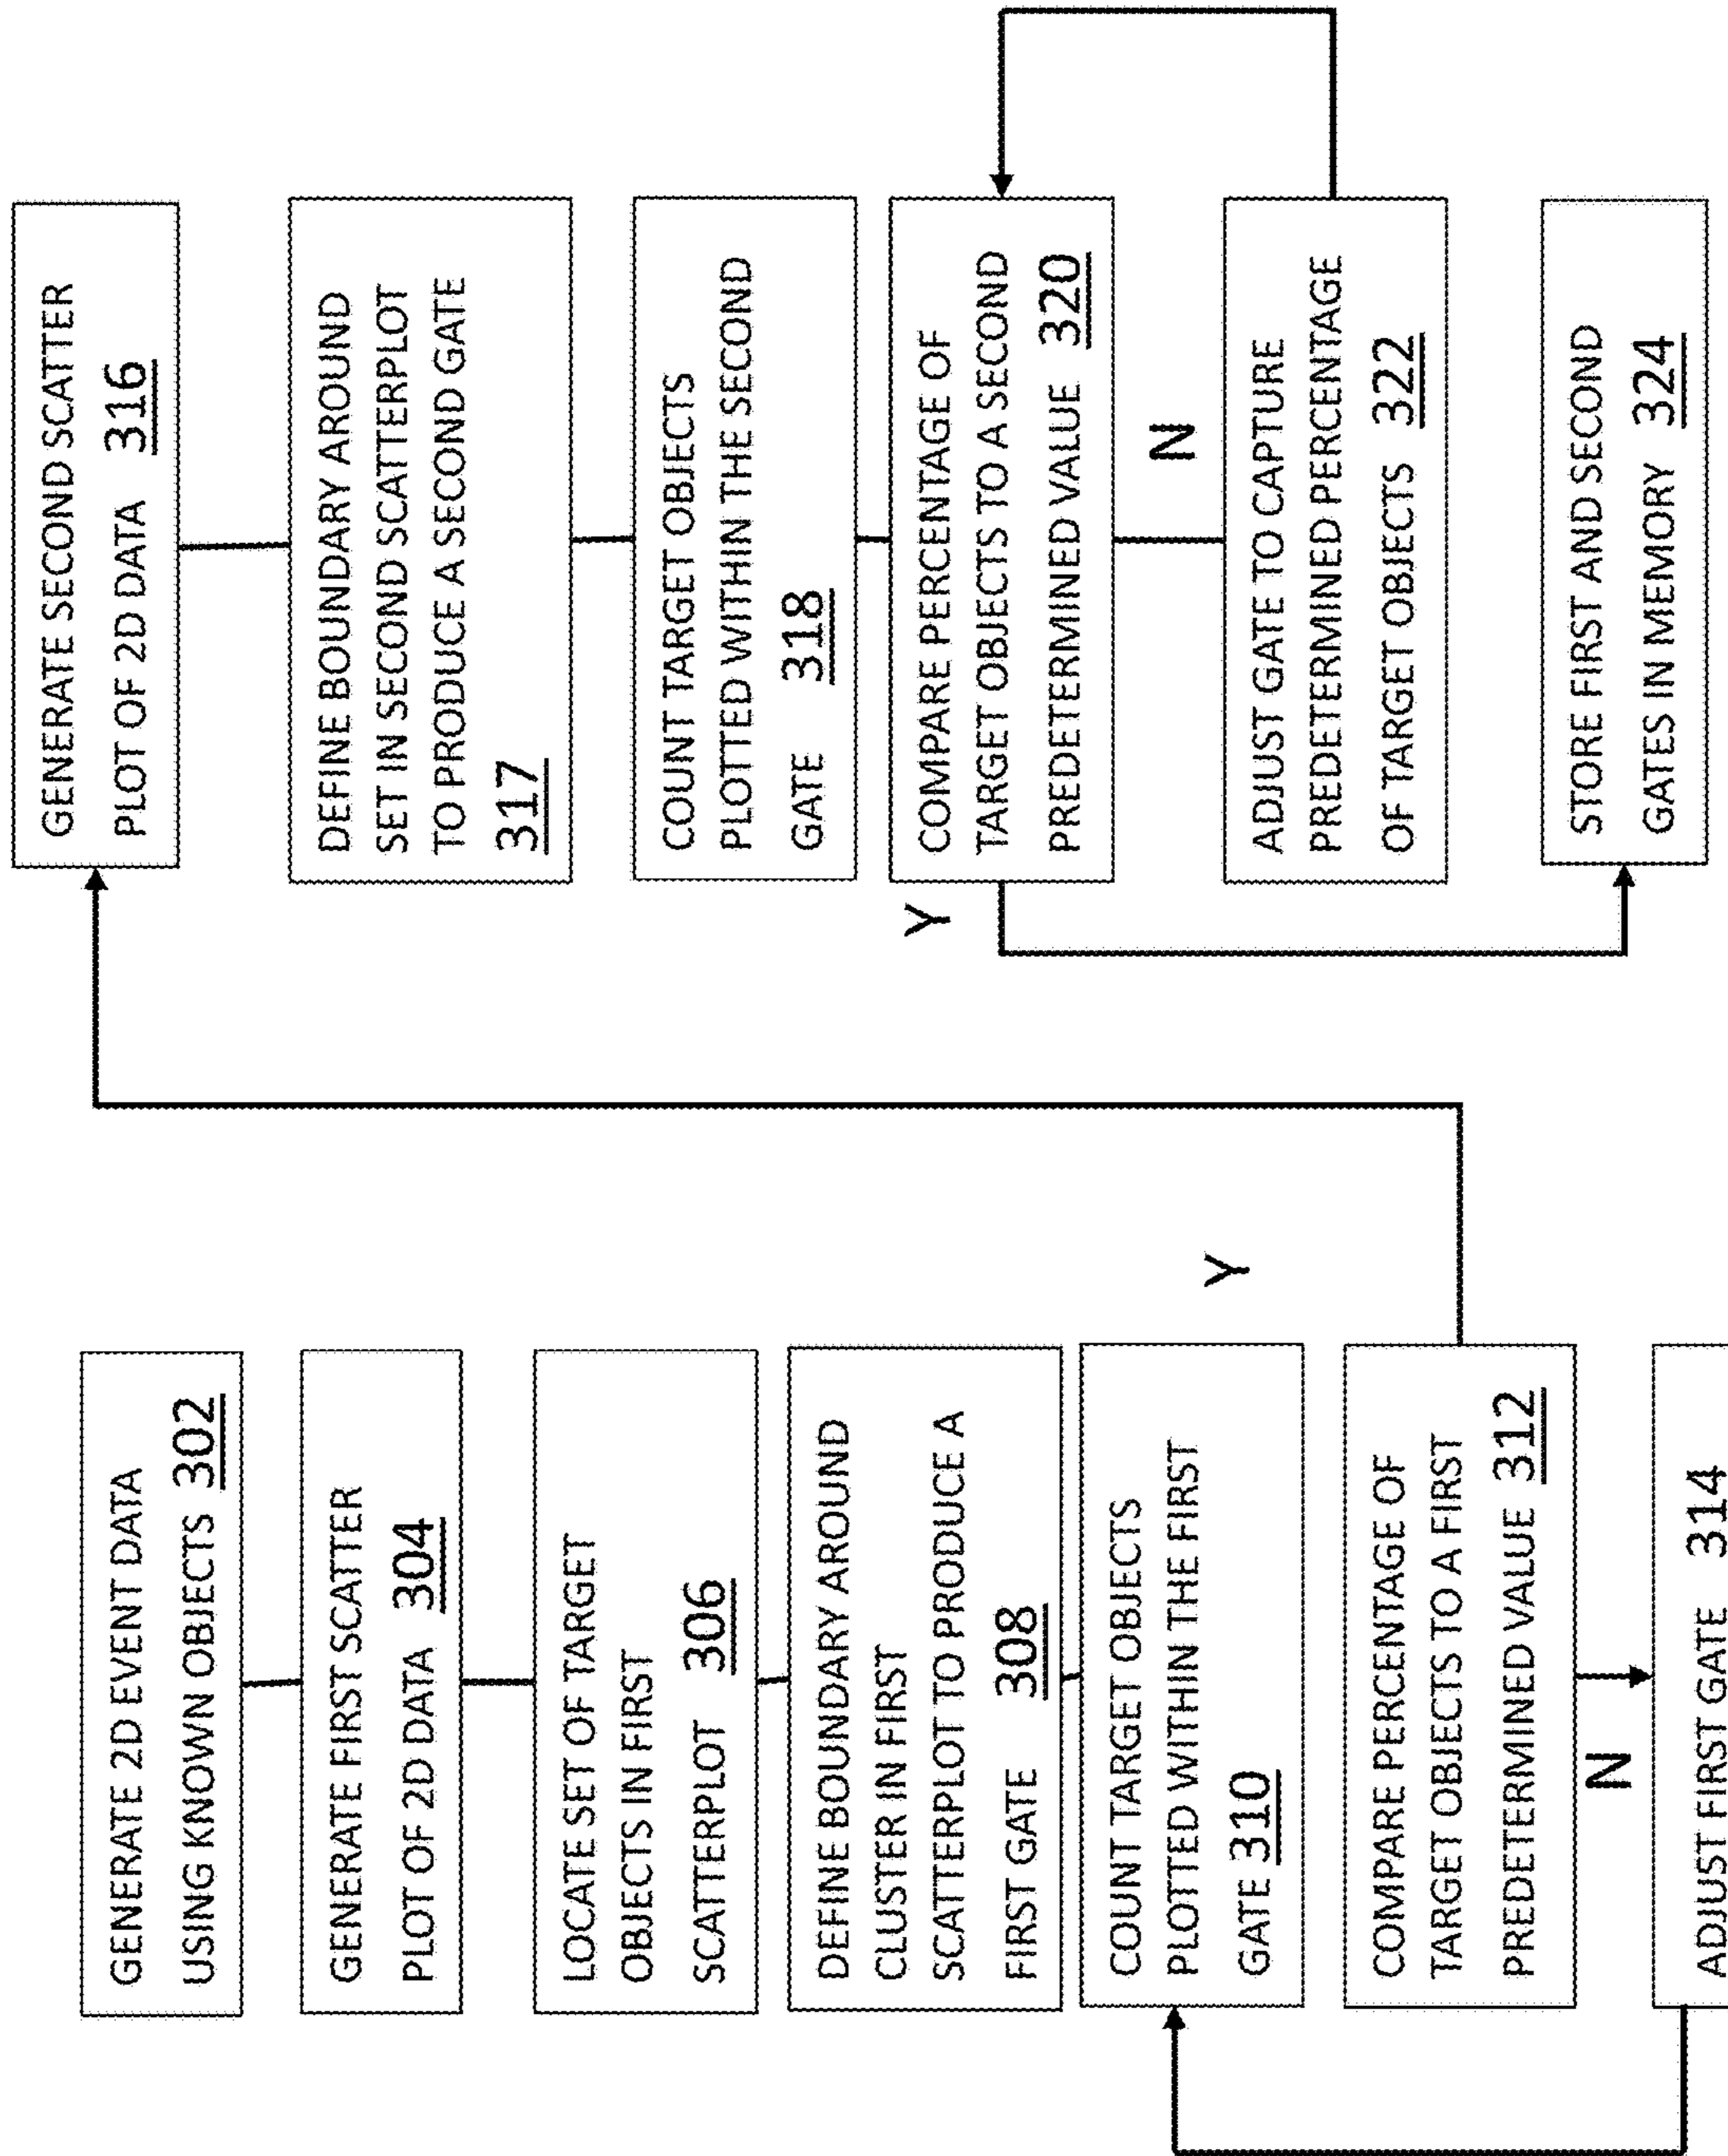 GENERATE 2D EVENT DATA
USING KNOWN OBJECTS 302
GENERATE FIRST SCATTER
PLOT OF 2D DATA 304
LOCATE SET OF TARGET
OBJECTS IN FIRST
SCATTERPLOT 306
DEFINE BOUNDARY AROUND
CLUSTER IN FIRST
SCATTERPLOT TO PRODUCE A
FIRST GATE 308
COUNT TARGET OBJECTS
PLOTTED WITHIN THE FIRST
GATE 310
Y
COMPARE PERCENTAGE OF
TARGET OBJECTS TO A FIRST
PREDETERMINED VALUE 312
N
ADJUST FIRST GATE 314
GENERATE SECOND SCATTER
PLOT OF 2D DATA 316
DEFINE BOUNDARY AROUND
SET IN SECOND SCATTERPLOT
TO PRODUCE A SECOND GATE
317
COUNT TARGET OBJECTS
PLOTTED WITHIN THE SECOND
GATE 318
Y
COMPARE PERCENTAGE OF
TARGET OBJECTS TO A SECOND
PREDETERMINED VALUE 320
N
ADJUST GATE TO CAPTURE
PREDETERMINED PERCENTAGE
OF TARGET OBJECTS 322
STORE FIRST AND SECOND
GATES IN MEMORY 324